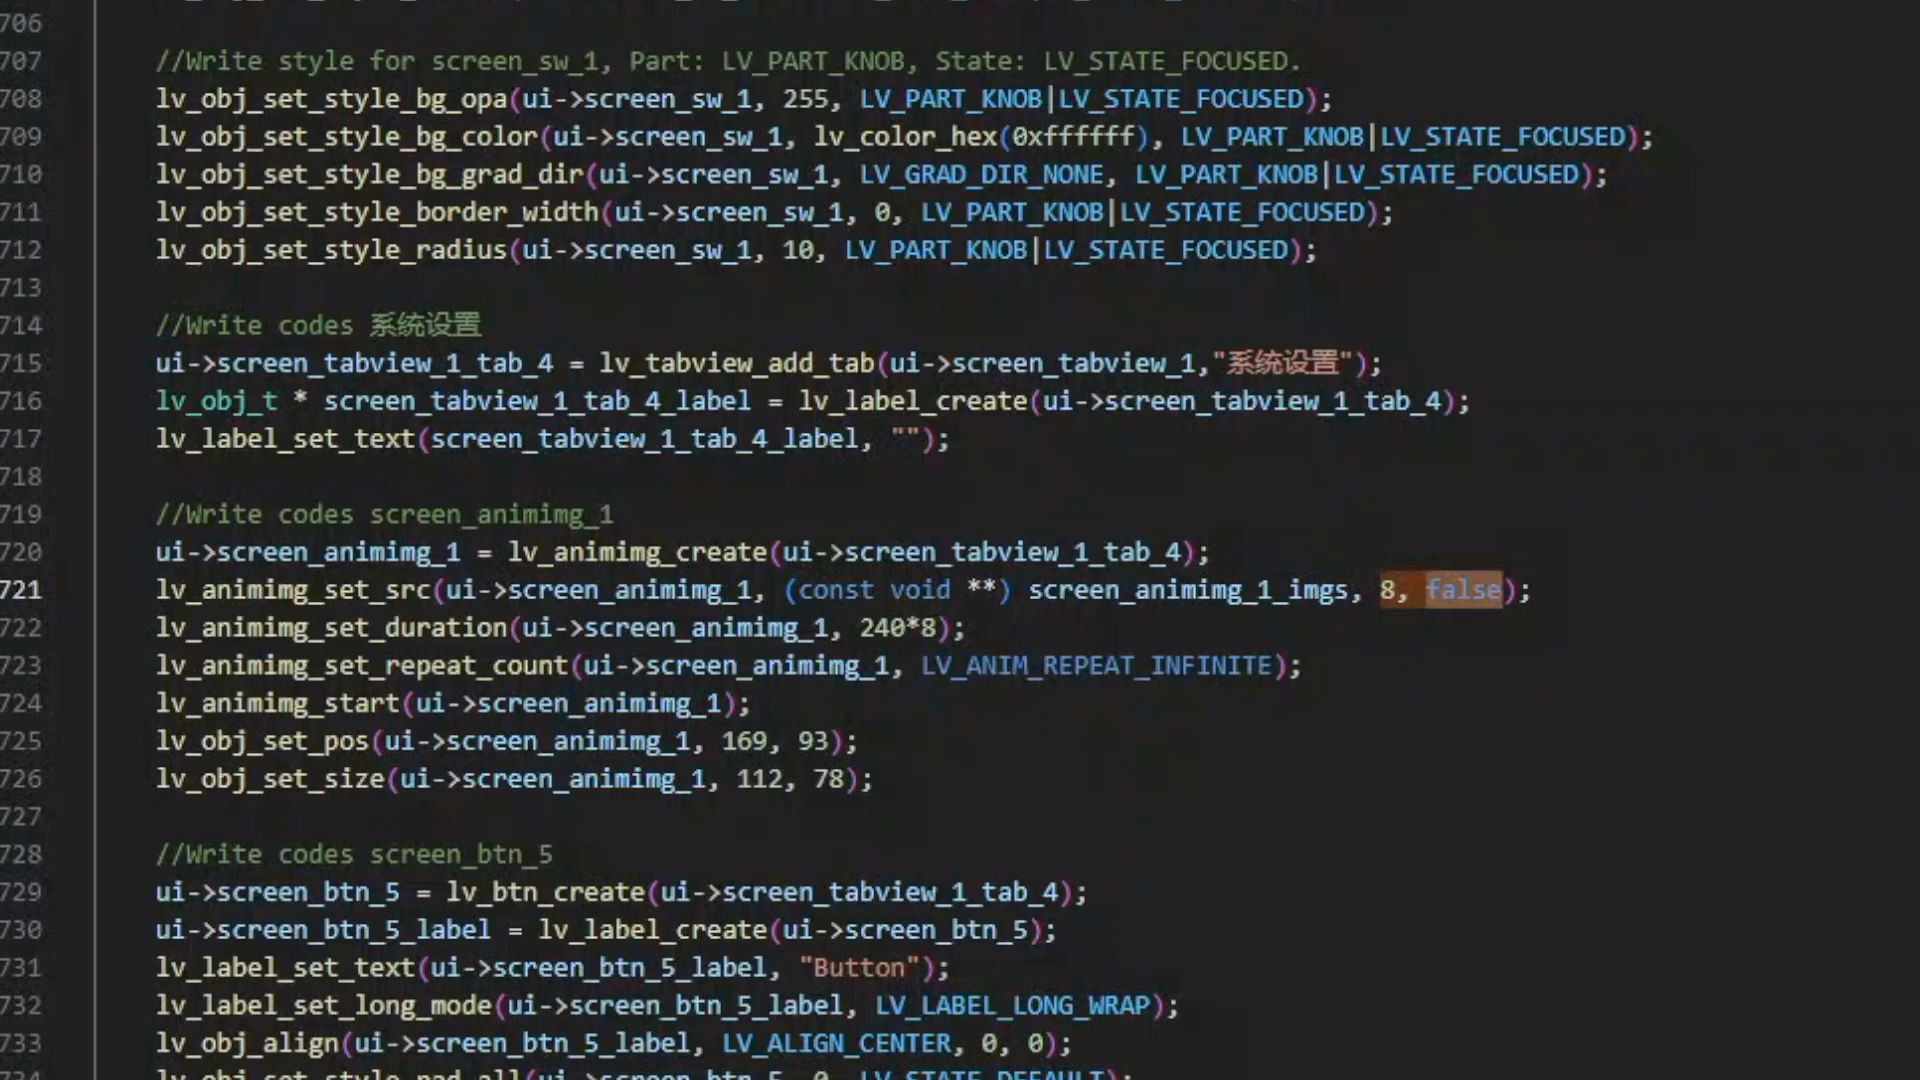 706
707 //Write style for screen_sw_1, Part: LV_PART_KNOB, State: LV_STATE_FOCUSED.
708 lv_obj_set_style_bg_opa(ui->screen_sw_1, 255, LV_PART_KNOB|LV_STATE_FOCUSED);
709 lv_obj_set_style_bg_color(ui->screen_sw_1, lv_color_hex(0xffffff), LV_PART_KNOB|LV_STATE_FOCUSED);
710 lv_obj_set_style_bg_grad_dir(ui->screen_sw_1, LV_GRAD_DIR_NONE, LV_PART_KNOB|LV_STATE_FOCUSED);
711 lv_obj_set_style_border_width(ui->screen_sw_1, 0, LV_PART_KNOB|LV_STATE_FOCUSED);
712 lv_obj_set_style_radius(ui->screen_sw_1, 10, LV_PART_KNOB|LV_STATE_FOCUSED);
713
714 //Write codes 系统设置
715 ui->screen_tabview_1_tab_4 = lv_tabview_add_tab(ui->screen_tabview_1,"系统设置");
716 lv_obj_t * screen_tabview_1_tab_4_label = lv_label_create(ui->screen_tabview_1_tab_4);
717 lv_label_set_text(screen_tabview_1_tab_4_label, "");
718
719 //Write codes screen_animimg_1
720 ui->screen_animimg_1 = lv_animimg_create(ui->screen_tabview_1_tab_4);
721 lv_animimg_set_src(ui->screen_animimg_1, (const void **) screen_animimg_1_imgs, 8, false);
722 lv_animimg_set_duration(ui->screen_animimg_1, 240*8);
723 lv_animimg_set_repeat_count(ui->screen_animimg_1, LV_ANIM_REPEAT_INFINITE);
724 lv_animimg_start(ui->screen_animimg_1);
725 lv_obj_set_pos(ui->screen_animimg_1, 169, 93);
726 lv_obj_set_size(ui->screen_animimg_1, 112, 78);
727
728 //Write codes screen_btn_5
729 ui->screen_btn_5 = lv_btn_create(ui->screen_tabview_1_tab_4);
730 ui->screen_btn_5_label = lv_label_create(ui->screen_btn_5);
731 lv_label_set_text(ui->screen_btn_5_label, "Button");
732 lv_label_set_long_mode(ui->screen_btn_5_label, LV_LABEL_LONG_WRAP);
733 lv_obj_align(ui->screen_btn_5_label, LV_ALIGN_CENTER, 0, 0);
734 lv_obj_set_style_pad_all(ui->screen_btn_5, 0, LV_STATE_DEFAULT);